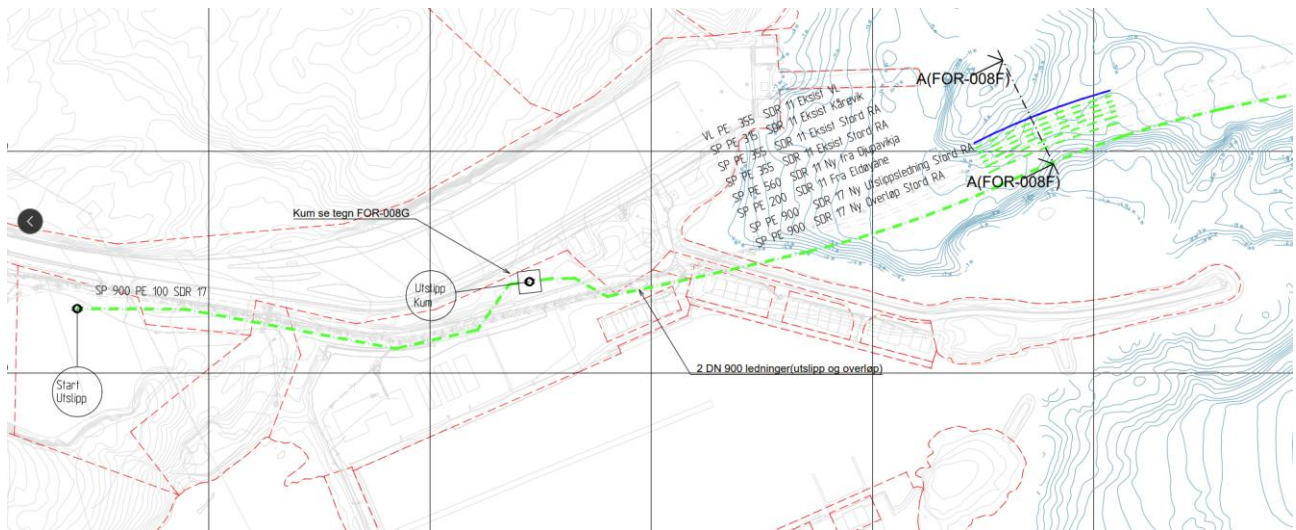 A(FOR-008F)
VL PE 355 SDR 11 Eksist VL
SP PE 315 SDR 11 Eksist Kårevik
SP PE 355 SDR 11 Eksist Stord RA
SP PE 355 SDR 11 Eksist Stord RA
SP PE 560 SDR 11 Ny fra Djupavikja
SP PE 200 SDR 11 Fra Eldøyane
SP PE 900 SDR 17 Ny Utslippsledning Stord RA
SP PE 900 SDR 17 Ny Overløp Stord RA
A(FOR-008F)
Kum se tegn FOR-008G
SP 900 PE 100 SDR 17
Utslipp
Kum
2 DN 900 ledninger(utslipp og overløp)
Start
Utslipp